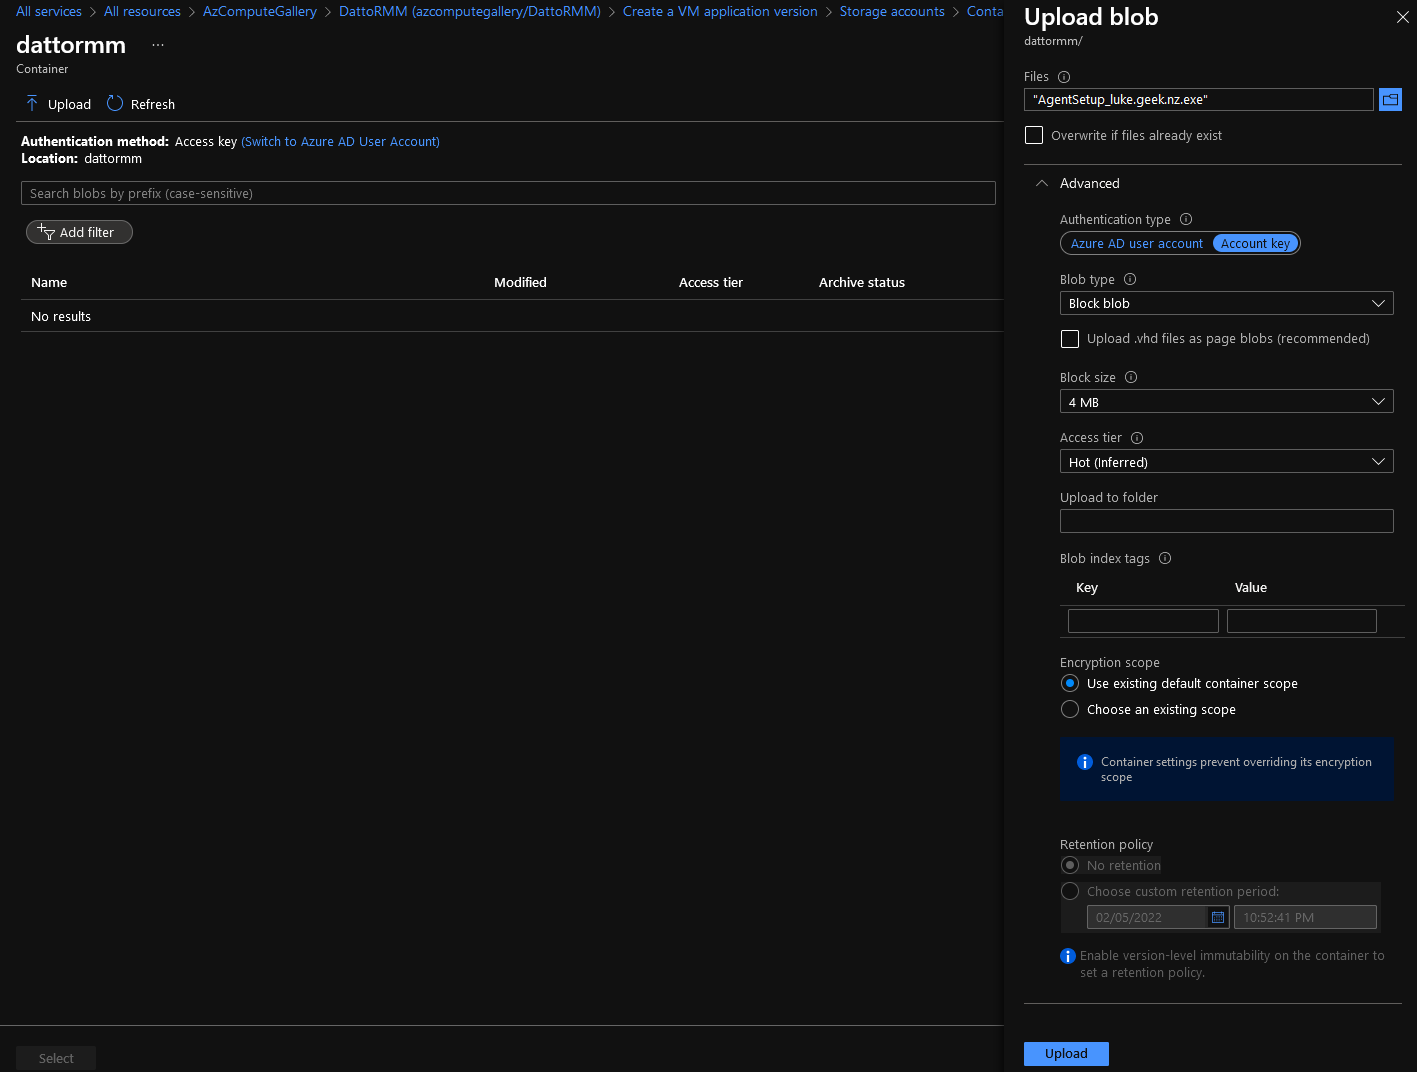 All services > All resources > AzComputeGallery > DattoRMM (azcomputegallery/DattoRMM) > Create a VM application version > Storage accounts > Conta
dattormm ...
Container
Upload Refresh
Authentication method: Access key (Switch to Azure AD User Account)
Location: dattormm
Search blobs by prefix (case-sensitive)
Add filter
Name Modified Access tier Archive status
No results
Select
Upload blob
dattormm/
Files
"AgentSetup_luke.geek.nz.exe"
Overwrite if files already exist
Advanced
Authentication type
Azure AD user account Account key
Blob type
Block blob
Upload .vhd files as page blobs (recommended)
Block size
4 MB
Access tier
Hot (Inferred)
Upload to folder
Blob index tags
Key Value
Encryption scope
Use existing default container scope
Choose an existing scope
Container settings prevent overriding its encryption
scope
Retention policy
No retention
Choose custom retention period:
02/05/2022 10:52:41 PM
Enable version-level immutability on the container to
set a retention policy.
Upload